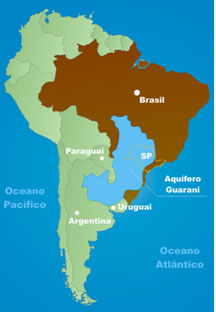 Brasil
Paraguai
SP
Aquífero
Guarani
Oceano
Pacífico
Uruguai
Argentina
Oceano
Atlântico